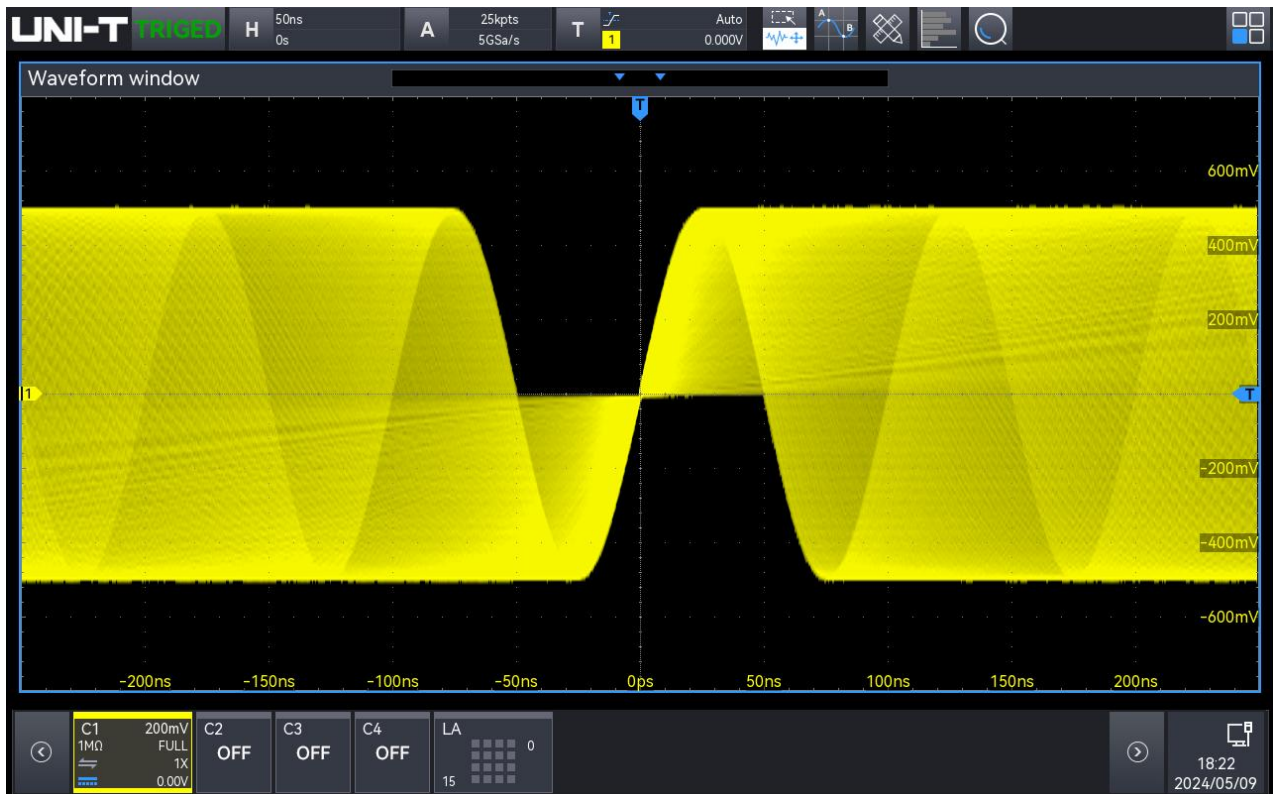 UNI-T TRIGED H 50ns A 25kpts T Auto
0s 5GSa/s 1 0.000V
A
B
Waveform window
T
600mV
400mV
200mV
1 T
-200mV
-400mV
-600mV
-200ns -150ns -100ns -50ns 0ps 50ns 100ns 150ns 200ns
C1 200mV C2 C3 C4 LA
1MΩ FULL OFF OFF OFF 0
1X
0.00V 15
18:22
2024/05/09